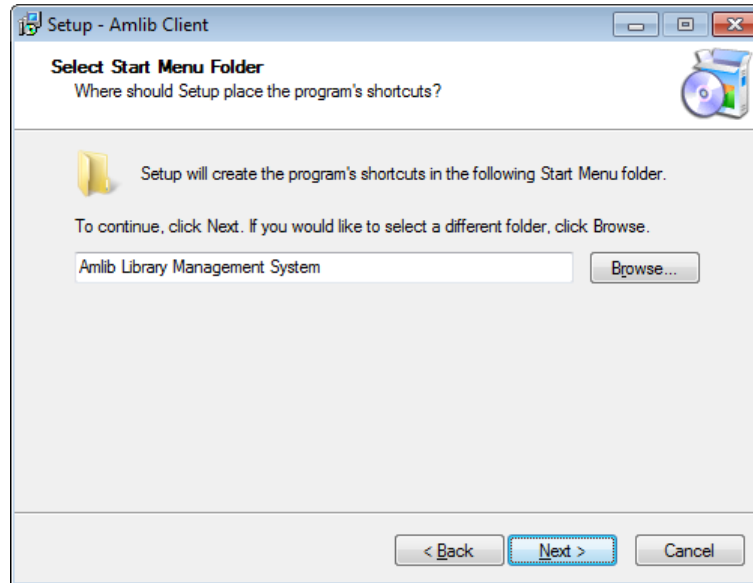 Setup - Amlib Client
Select Start Menu Folder
Where should Setup place the program's shortcuts?
Setup will create the program's shortcuts in the following Start Menu folder.
To continue, click Next. If you would like to select a different folder, click Browse.
Amlib Library Management System
Browse...
< Back
Next >
Cancel